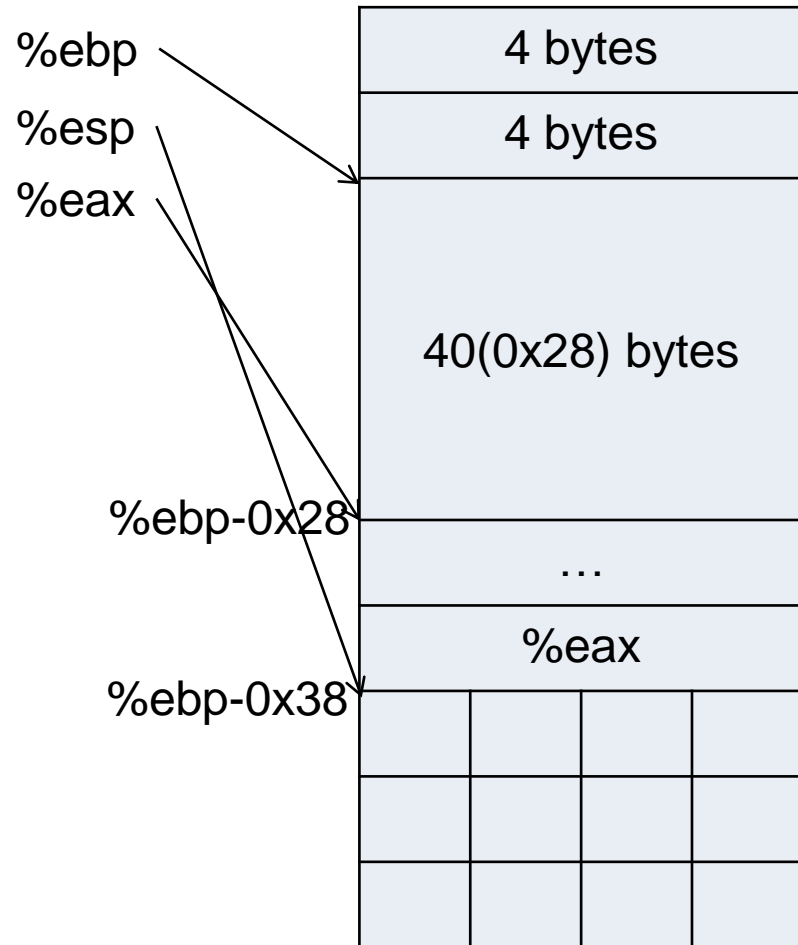 %ebp
4 bytes
%esp
4 bytes
%eax
40(0x28) bytes
%ebp-0x28
...
%eax
%ebp-0x38